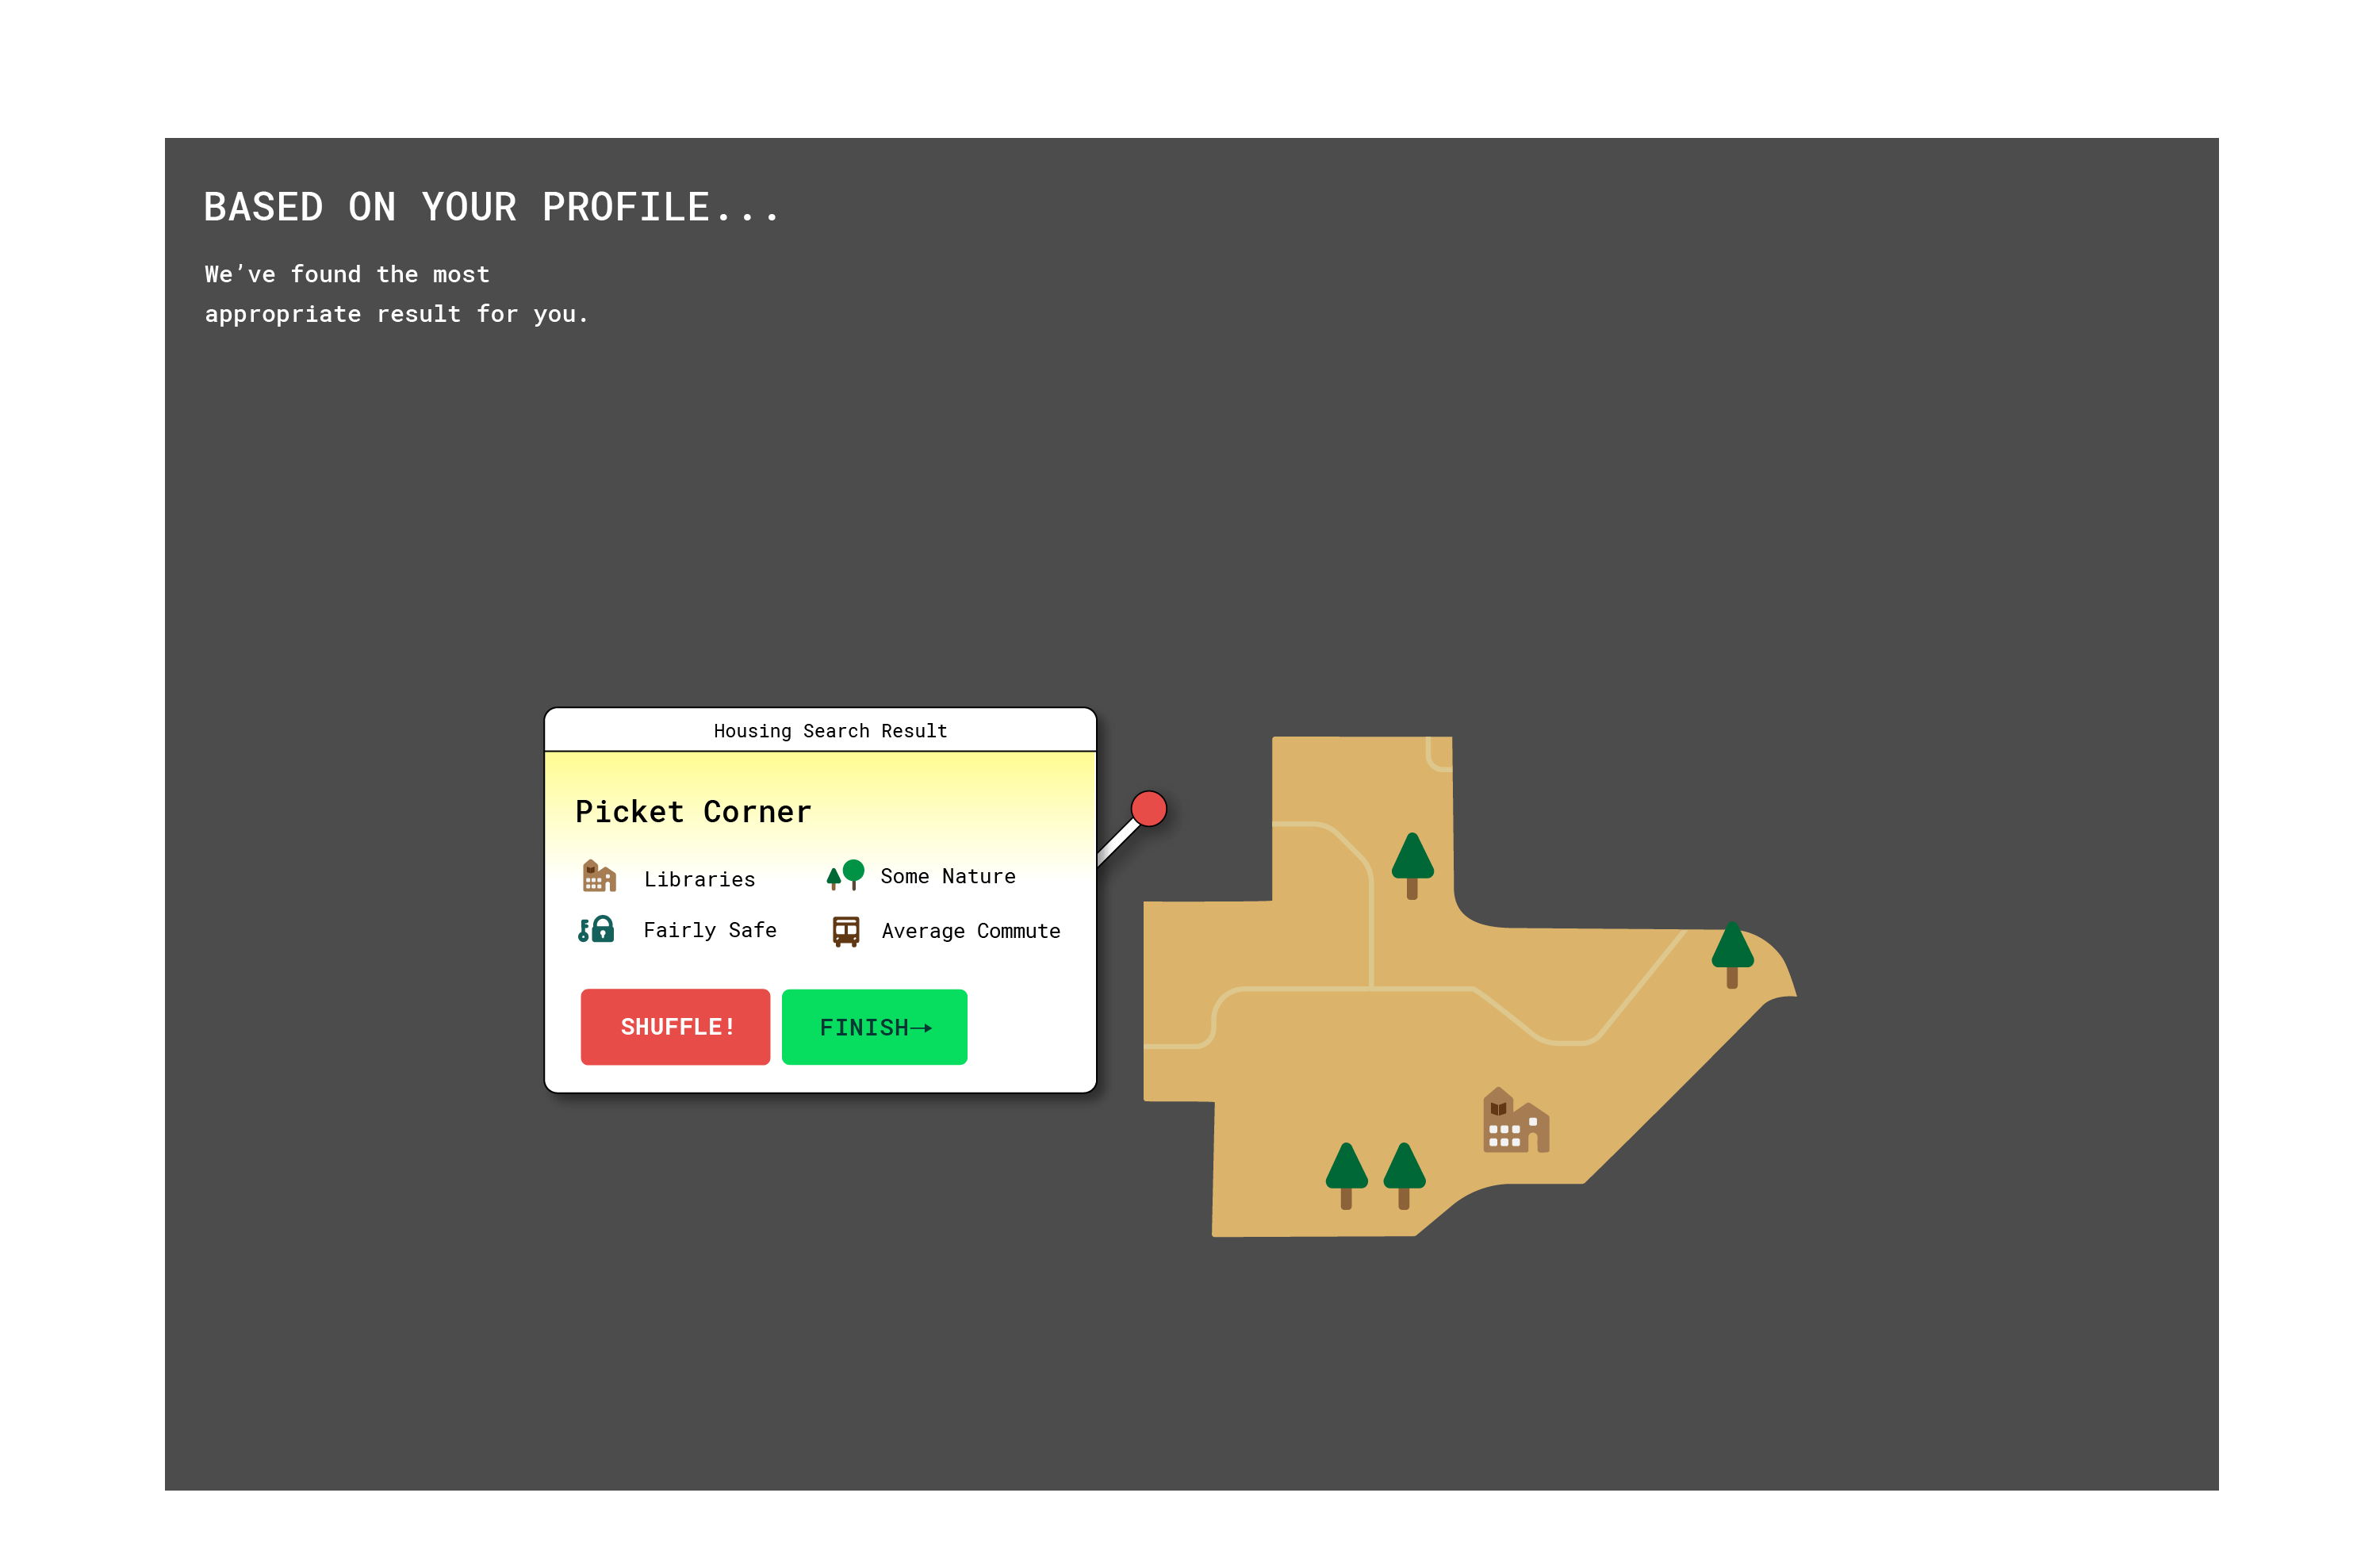 BASED ON YOUR PROFILE...
We’ve found the most
appropriate result for you.
Housing Search Result
Picket Corner
Libraries
Some Nature
Fairly Safe
Average Commute
SHUFFLE!
FINISH→